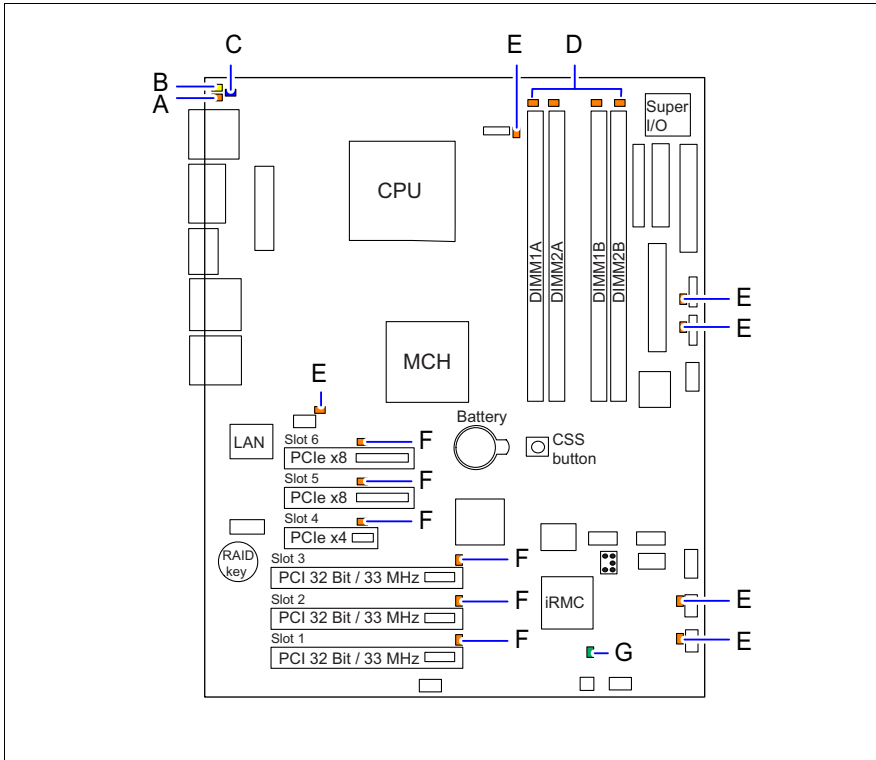 C
E
D
B
A
Super
I/O
CPU
DIMM1A
DIMM2A
DIMM1B
DIMM2B
E
E
MCH
E
Battery
LAN
Slot 6
F
CSS
button
PCIe x8
Slot 5
F
PCIe x8
Slot 4
F
PCIe x4
RAID
key
Slot 3
F
PCI 32 Bit / 33 MHz
Slot 2
F
iRMC
E
PCI 32 Bit / 33 MHz
Slot 1
F
E
G
PCI 32 Bit / 33 MHz